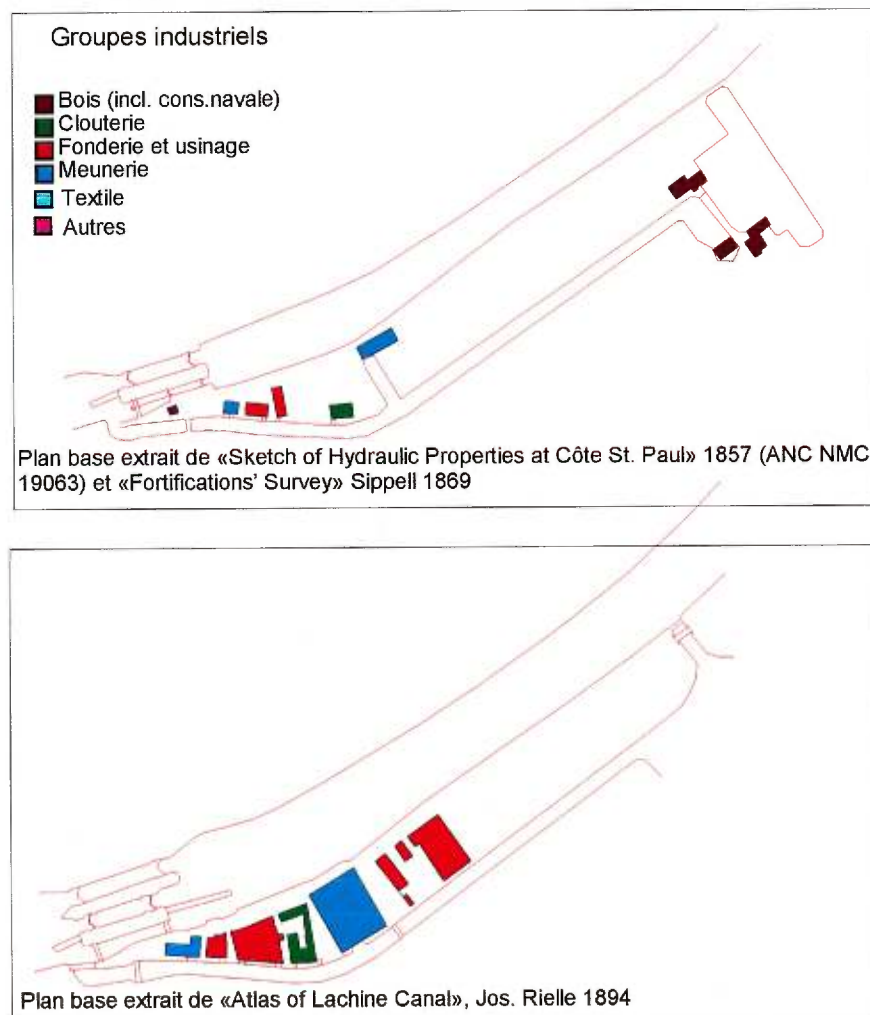 Groupes industriels
Bois (incl. cons.navale)
Clouterie
Fonderie et usinage
Meunerie
Textile
Autres
Plan base extrait de «Sketch of Hydraulic Properties at Côte St. Paul» 1857 (ANC NMC
19063) et «Fortifications' Survey» Sippell 1869
Plan base extrait de «Atlas of Lachine Canal», Jos. Rielle 1894